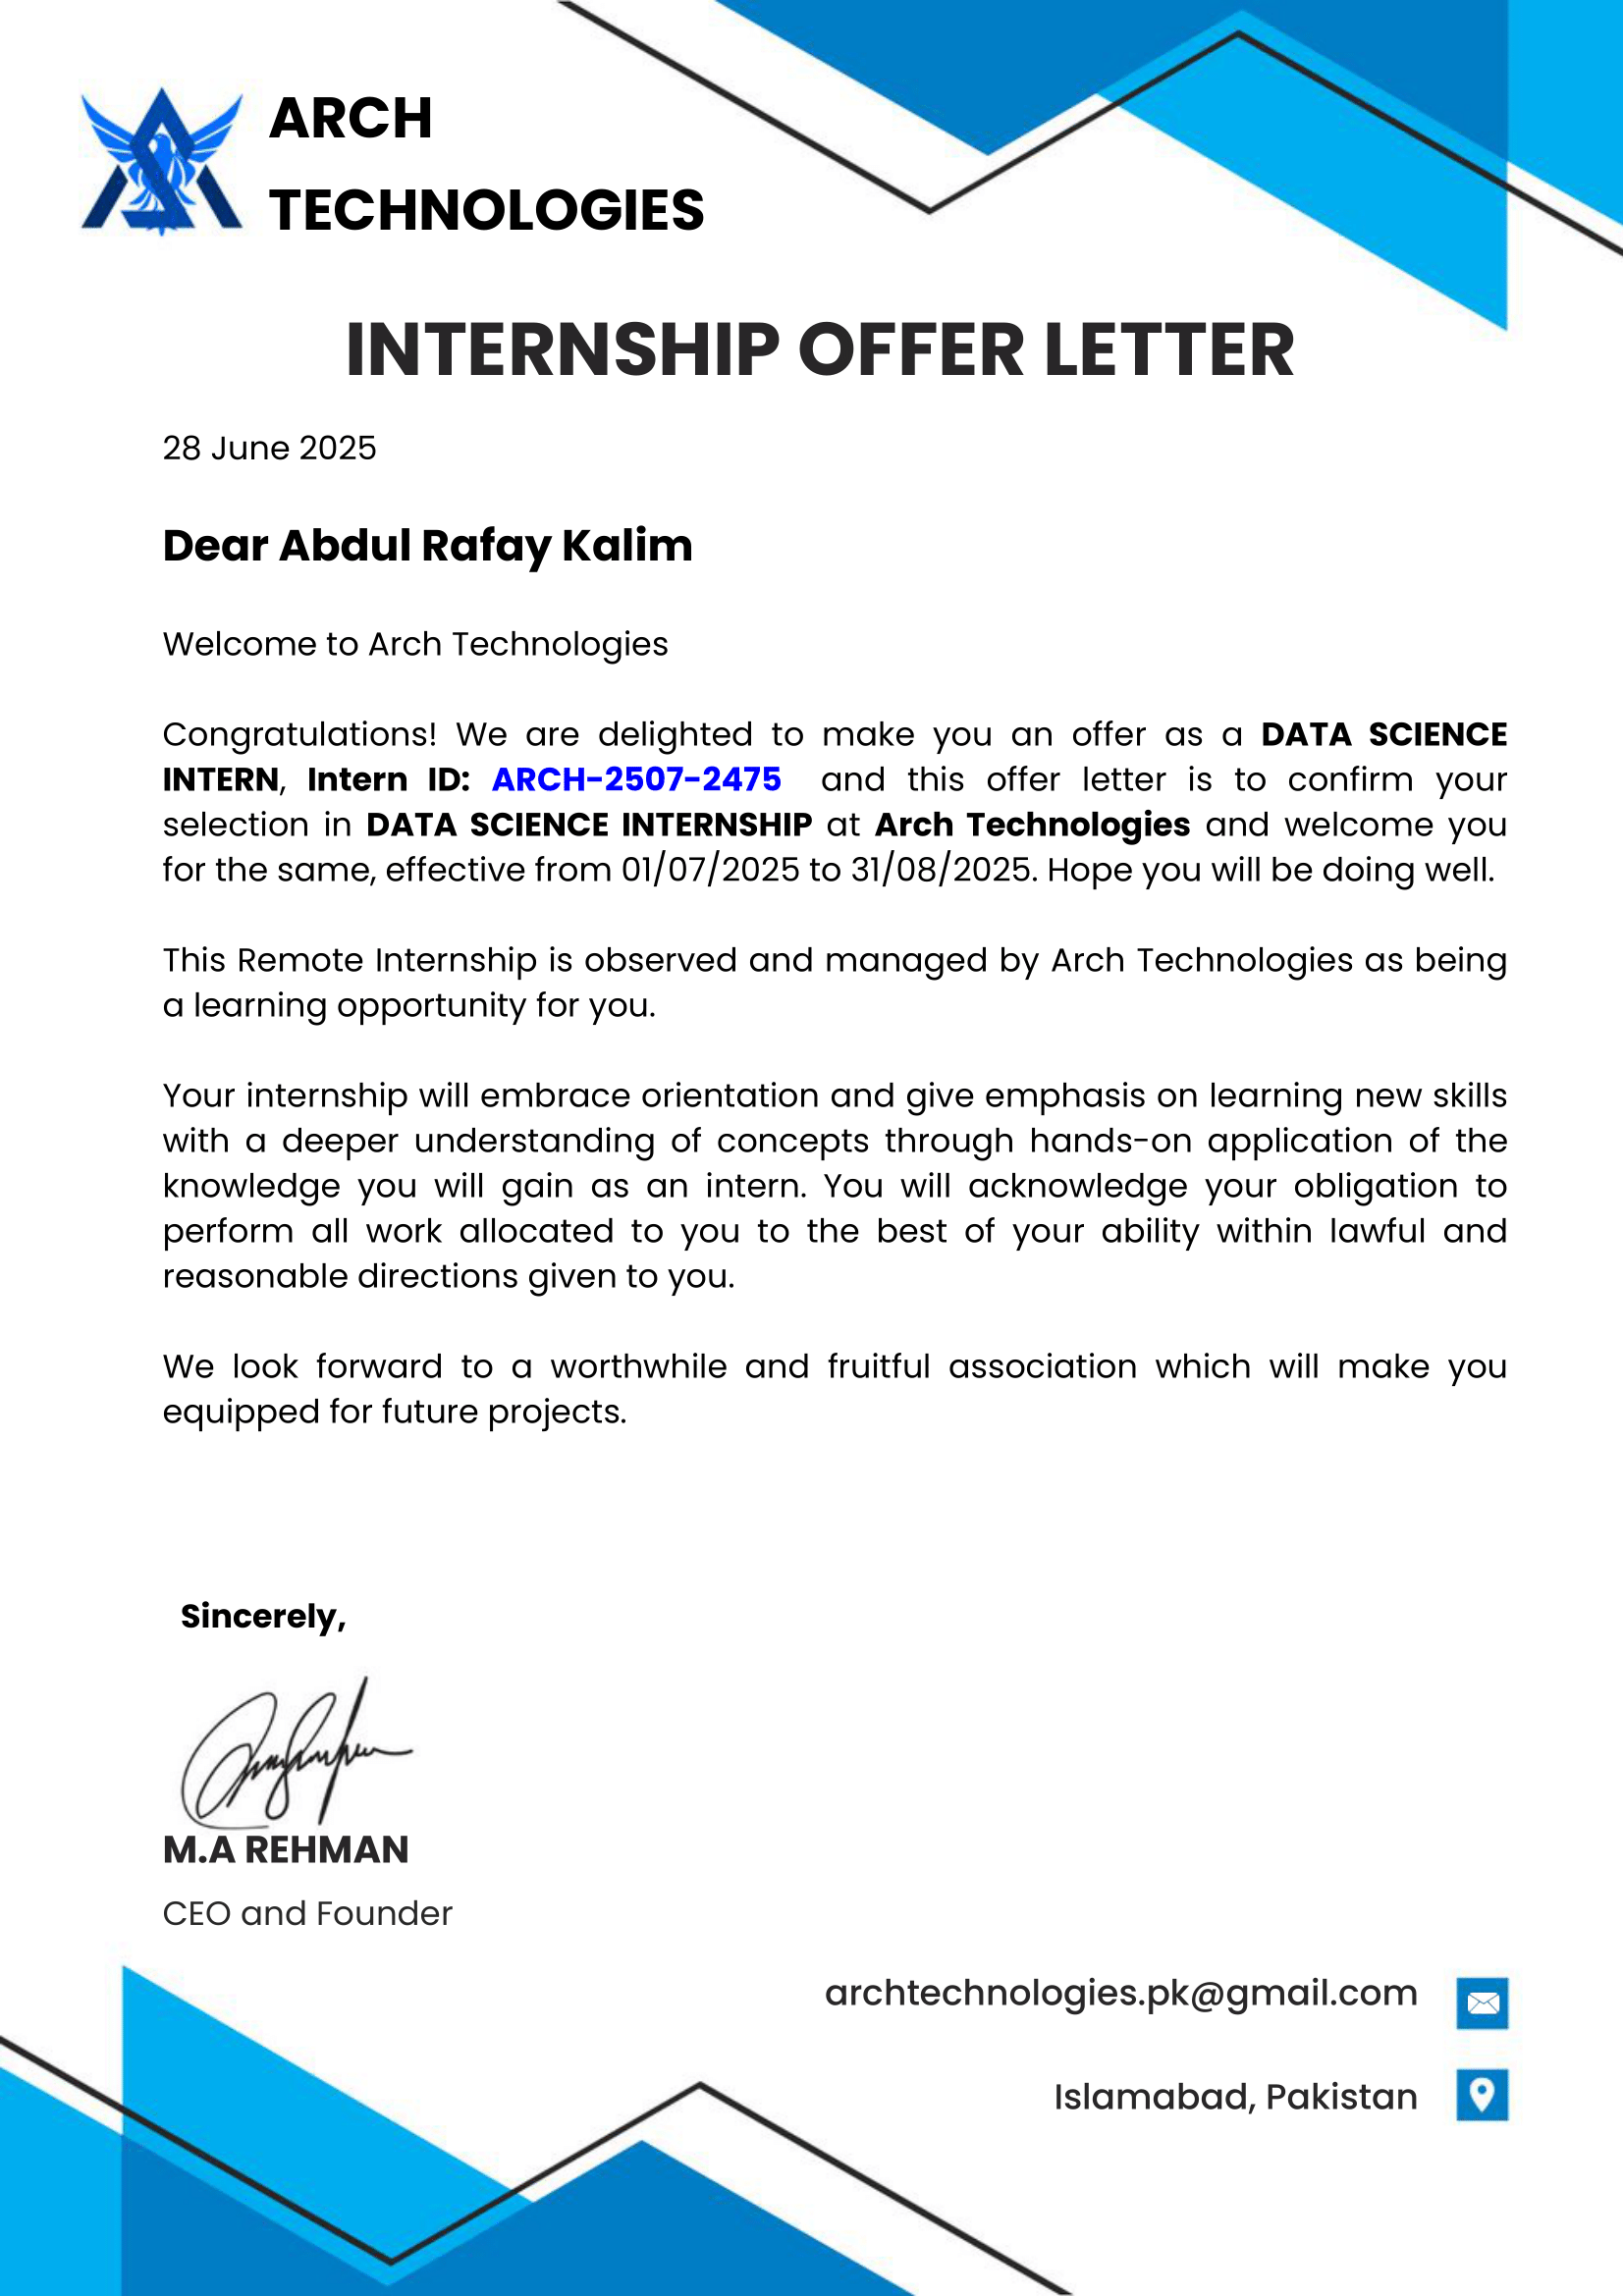 ARCH
TECHNOLOGIES
INTERNSHIP OFFER LETTER
28 June 2025
Dear Abdul Rafay Kalim
Welcome to Arch Technologies
Congratulations! We are delighted to make you an offer as a DATA SCIENCE
INTERN, Intern ID: ARCH-2507-2475 and this offer letter is to confirm your
selection in DATA SCIENCE INTERNSHIP at Arch Technologies and welcome you
for the same, effective from 01/07/2025 to 31/08/2025. Hope you will be doing well.
This Remote Internship is observed and managed by Arch Technologies as being
a learning opportunity for you.
Your internship will embrace orientation and give emphasis on learning new skills
with a deeper understanding of concepts through hands-on application of the
knowledge you will gain as an intern. You will acknowledge your obligation to
perform all work allocated to you to the best of your ability within lawful and
reasonable directions given to you.
We look forward to a worthwhile and fruitful association which will make you
equipped for future projects.
Sincerely,
M.A REHMAN
CEO and Founder
archtechnologies.pk@gmail.com
Islamabad, Pakistan